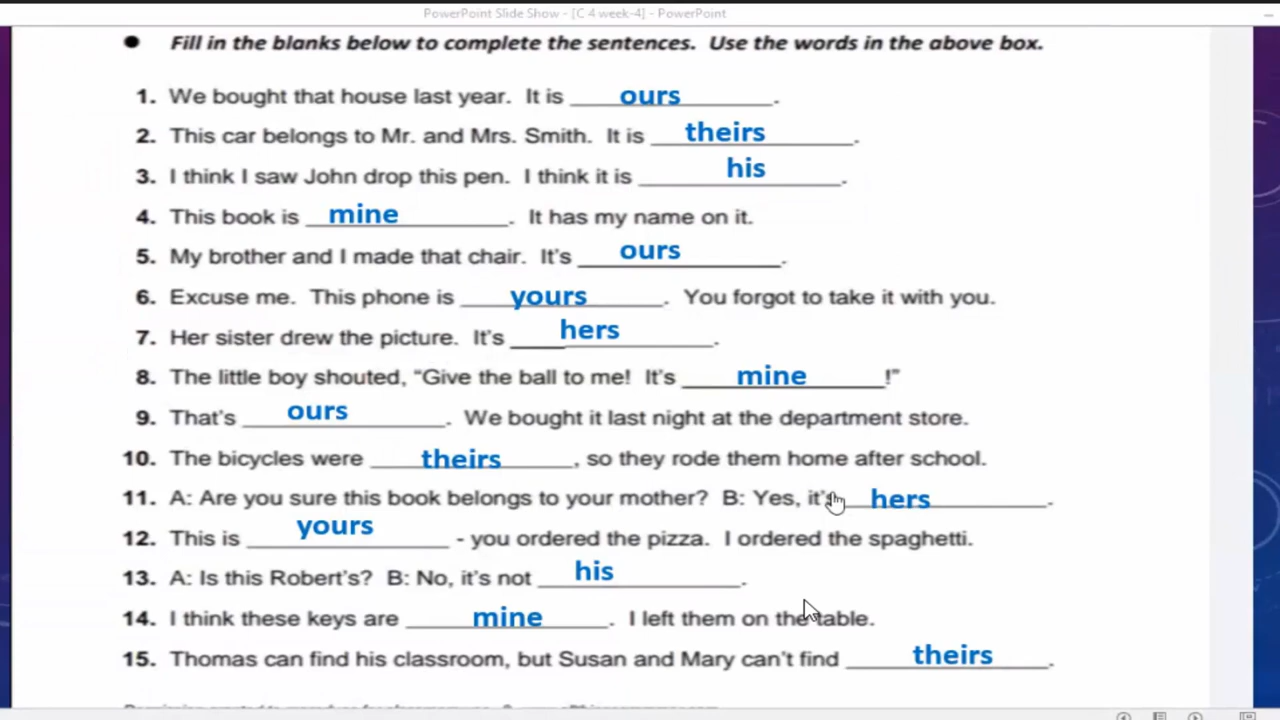 PowerPoint Slide Show - [C 4 week-4] - PowerPoint
● Fill in the blanks below to complete the sentences. Use the words in the above box.
1. We bought that house last year. It is ours.
2. This car belongs to Mr. and Mrs. Smith. It is theirs.
3. I think I saw John drop this pen. I think it is his.
4. This book is mine. It has my name on it.
5. My brother and I made that chair. It's ours.
6. Excuse me. This phone is yours. You forgot to take it with you.
7. Her sister drew the picture. It's hers.
8. The little boy shouted, “Give the ball to me! It's mine!”
9. That's ours. We bought it last night at the department store.
10. The bicycles were theirs, so they rode them home after school.
11. A: Are you sure this book belongs to your mother? B: Yes, it's hers.
12. This is yours - you ordered the pizza. I ordered the spaghetti.
13. A: Is this Robert's? B: No, it's not his.
14. I think these keys are mine. I left them on the table.
15. Thomas can find his classroom, but Susan and Mary can't find theirs.